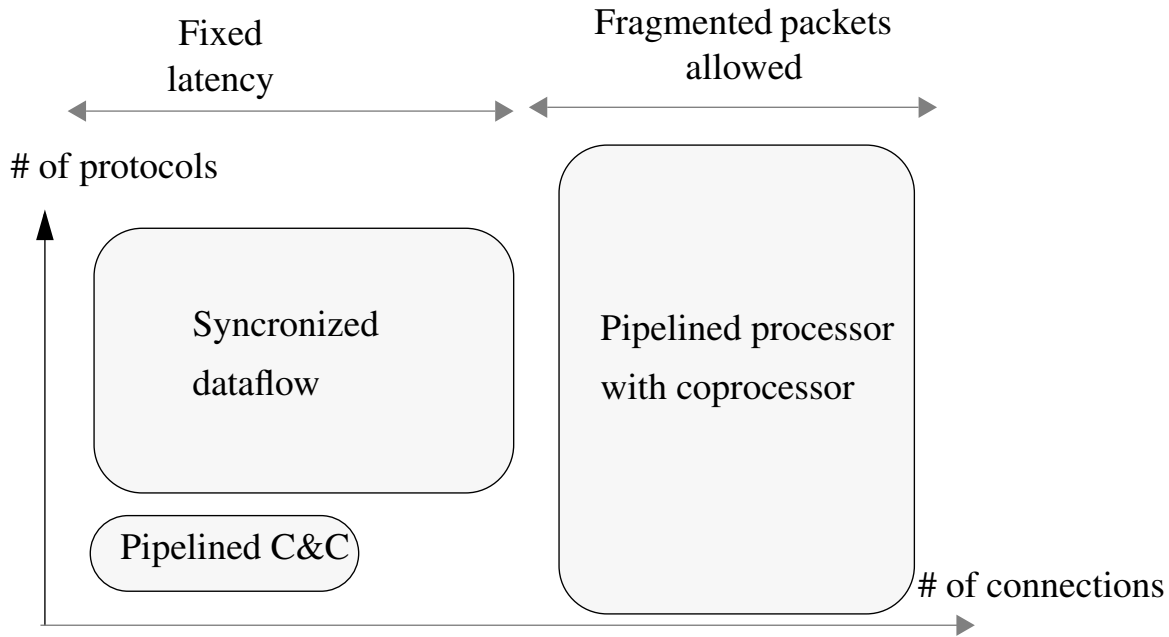 Fixed
latency
Fragmented packets
allowed
# of protocols
Syncronized
dataflow
Pipelined processor
with coprocessor
Pipelined C&C
# of connections